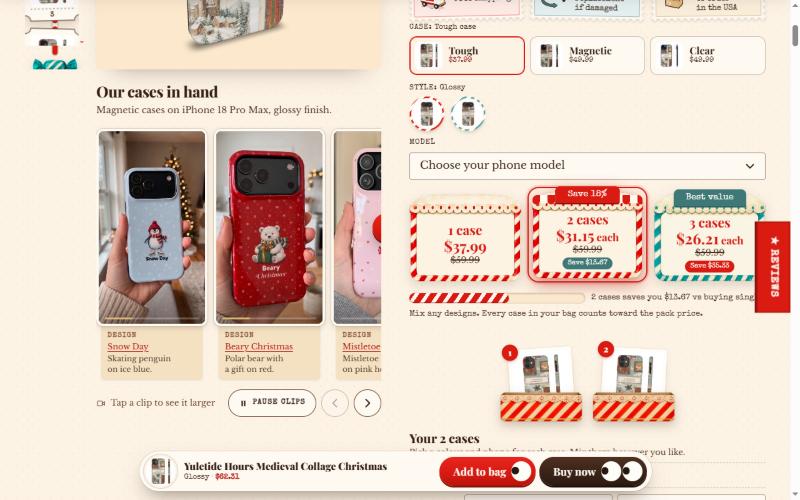 if damaged
in the USA
CASE: Tough case
Tough
$37.99
Magnetic
$49.99
Clear
$49.99
STYLE: Glossy
MODEL
Choose your phone model
Save 18%
Best value
1 case
$37.99
$59.99
2 cases
$31.15 each
$59.99
Save $13.67
3 cases
$26.21 each
$59.99
Save $35.33
★ REVIEWS
2 cases saves you $13.67 vs buying sing
Mix any designs. Every case in your bag counts toward the pack price.
1
2
Your 2 cases
Our cases in hand
Magnetic cases on iPhone 18 Pro Max, glossy finish.
Snow Day
Beary
Christmas
DESIGN
Snow Day
Skating penguin
on ice blue.
DESIGN
Beary Christmas
Polar bear with
a gift on red.
DESIGN
Mistletoe
Mistletoe
on pink h
Tap a clip to see it larger
PAUSE CLIPS
Yuletide Hours Medieval Collage Christmas
Glossy $62.31
Add to bag
Buy now